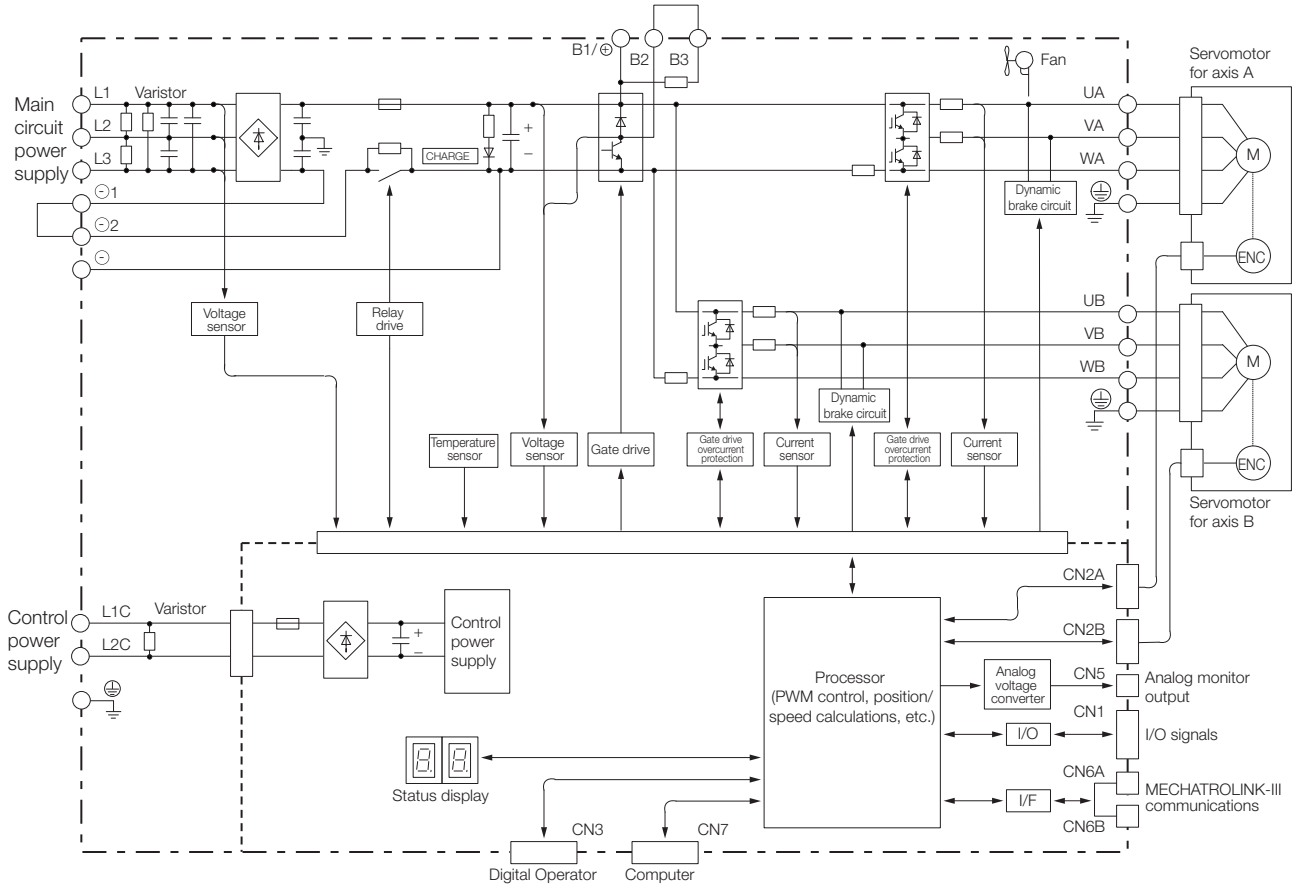 B1/⊕
B2
B3
Fan
Servomotor
for axis A
Main
circuit
power
supply
L1
Varistor
L2
L3
⊖1
⊖2
⊖
CHARGE
+
–
UA
VA
WA
M
Dynamic
brake circuit
ENC
Voltage
sensor
Relay
drive
UB
VB
WB
M
Dynamic
brake circuit
ENC
Temperature
sensor
Voltage
sensor
Gate drive
Gate drive
overcurrent
protection
Current
sensor
Gate drive
overcurrent
protection
Current
sensor
Servomotor
for axis B
Control
power
supply
L1C
Varistor
L2C
+
–
Control
power
supply
Processor
(PWM control, position/
speed calculations, etc.)
CN2A
CN2B
Analog
voltage
converter
CN5
Analog monitor
output
CN1
I/O
I/O signals
CN6A
I/F
MECHATROLINK-III
communications
CN6B
8. 8.
Status display
CN3
CN7
Digital Operator
Computer